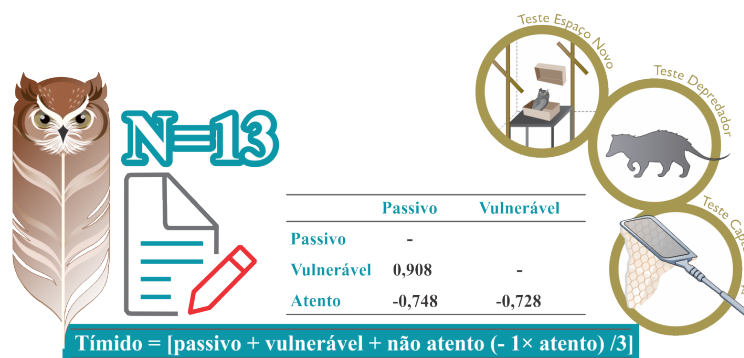 Teste Espaço Novo
Teste Depredador
N=13
Passivo Vulnerável
Passivo -
Vulnerável 0,908 -
Atento -0,748 -0,728
Teste
Tímido = [passivo + vulnerável + não atento (- 1× atento) /3]